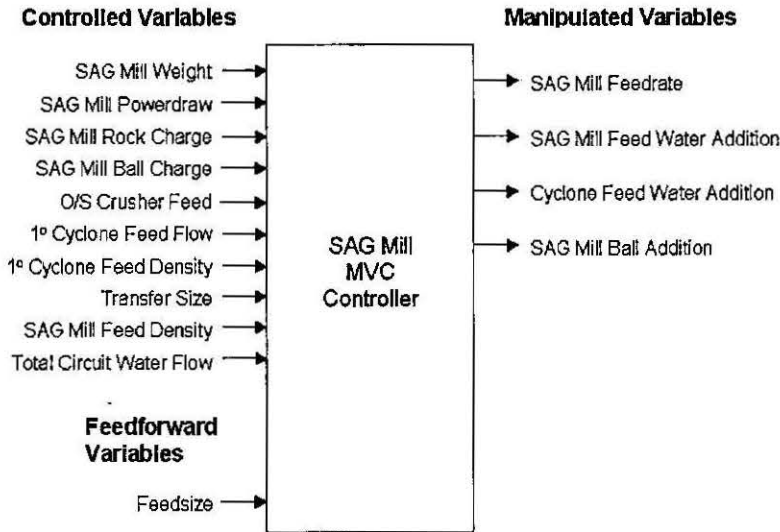 Controlled Variables
SAG Mill Weight
SAG Mill Powerdraw
SAG Mill Rock Charge
SAG Mill Ball Charge
O/S Crusher Feed
1º Cyclone Feed Flow
1º Cyclone Feed Density
Transfer Size
SAG Mill Feed Density
Total Circuit Water Flow
Feedforward
Variables
Feedsize
SAG Mill
MVC
Controller
Manipulated Variables
SAG Mill Feedrate
SAG Mill Feed Water Addition
Cyclone Feed Water Addition
SAG Mill Ball Addition